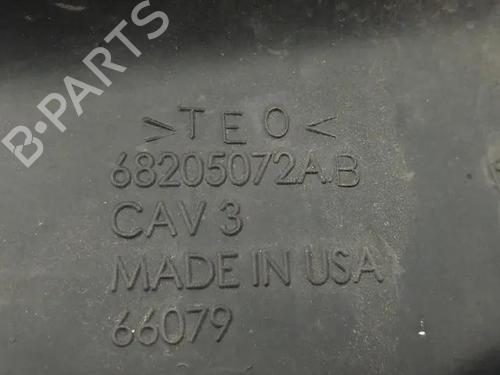 B-PARTS
>TEO<
68205072AB
CAV 3
MADE IN USA
66079